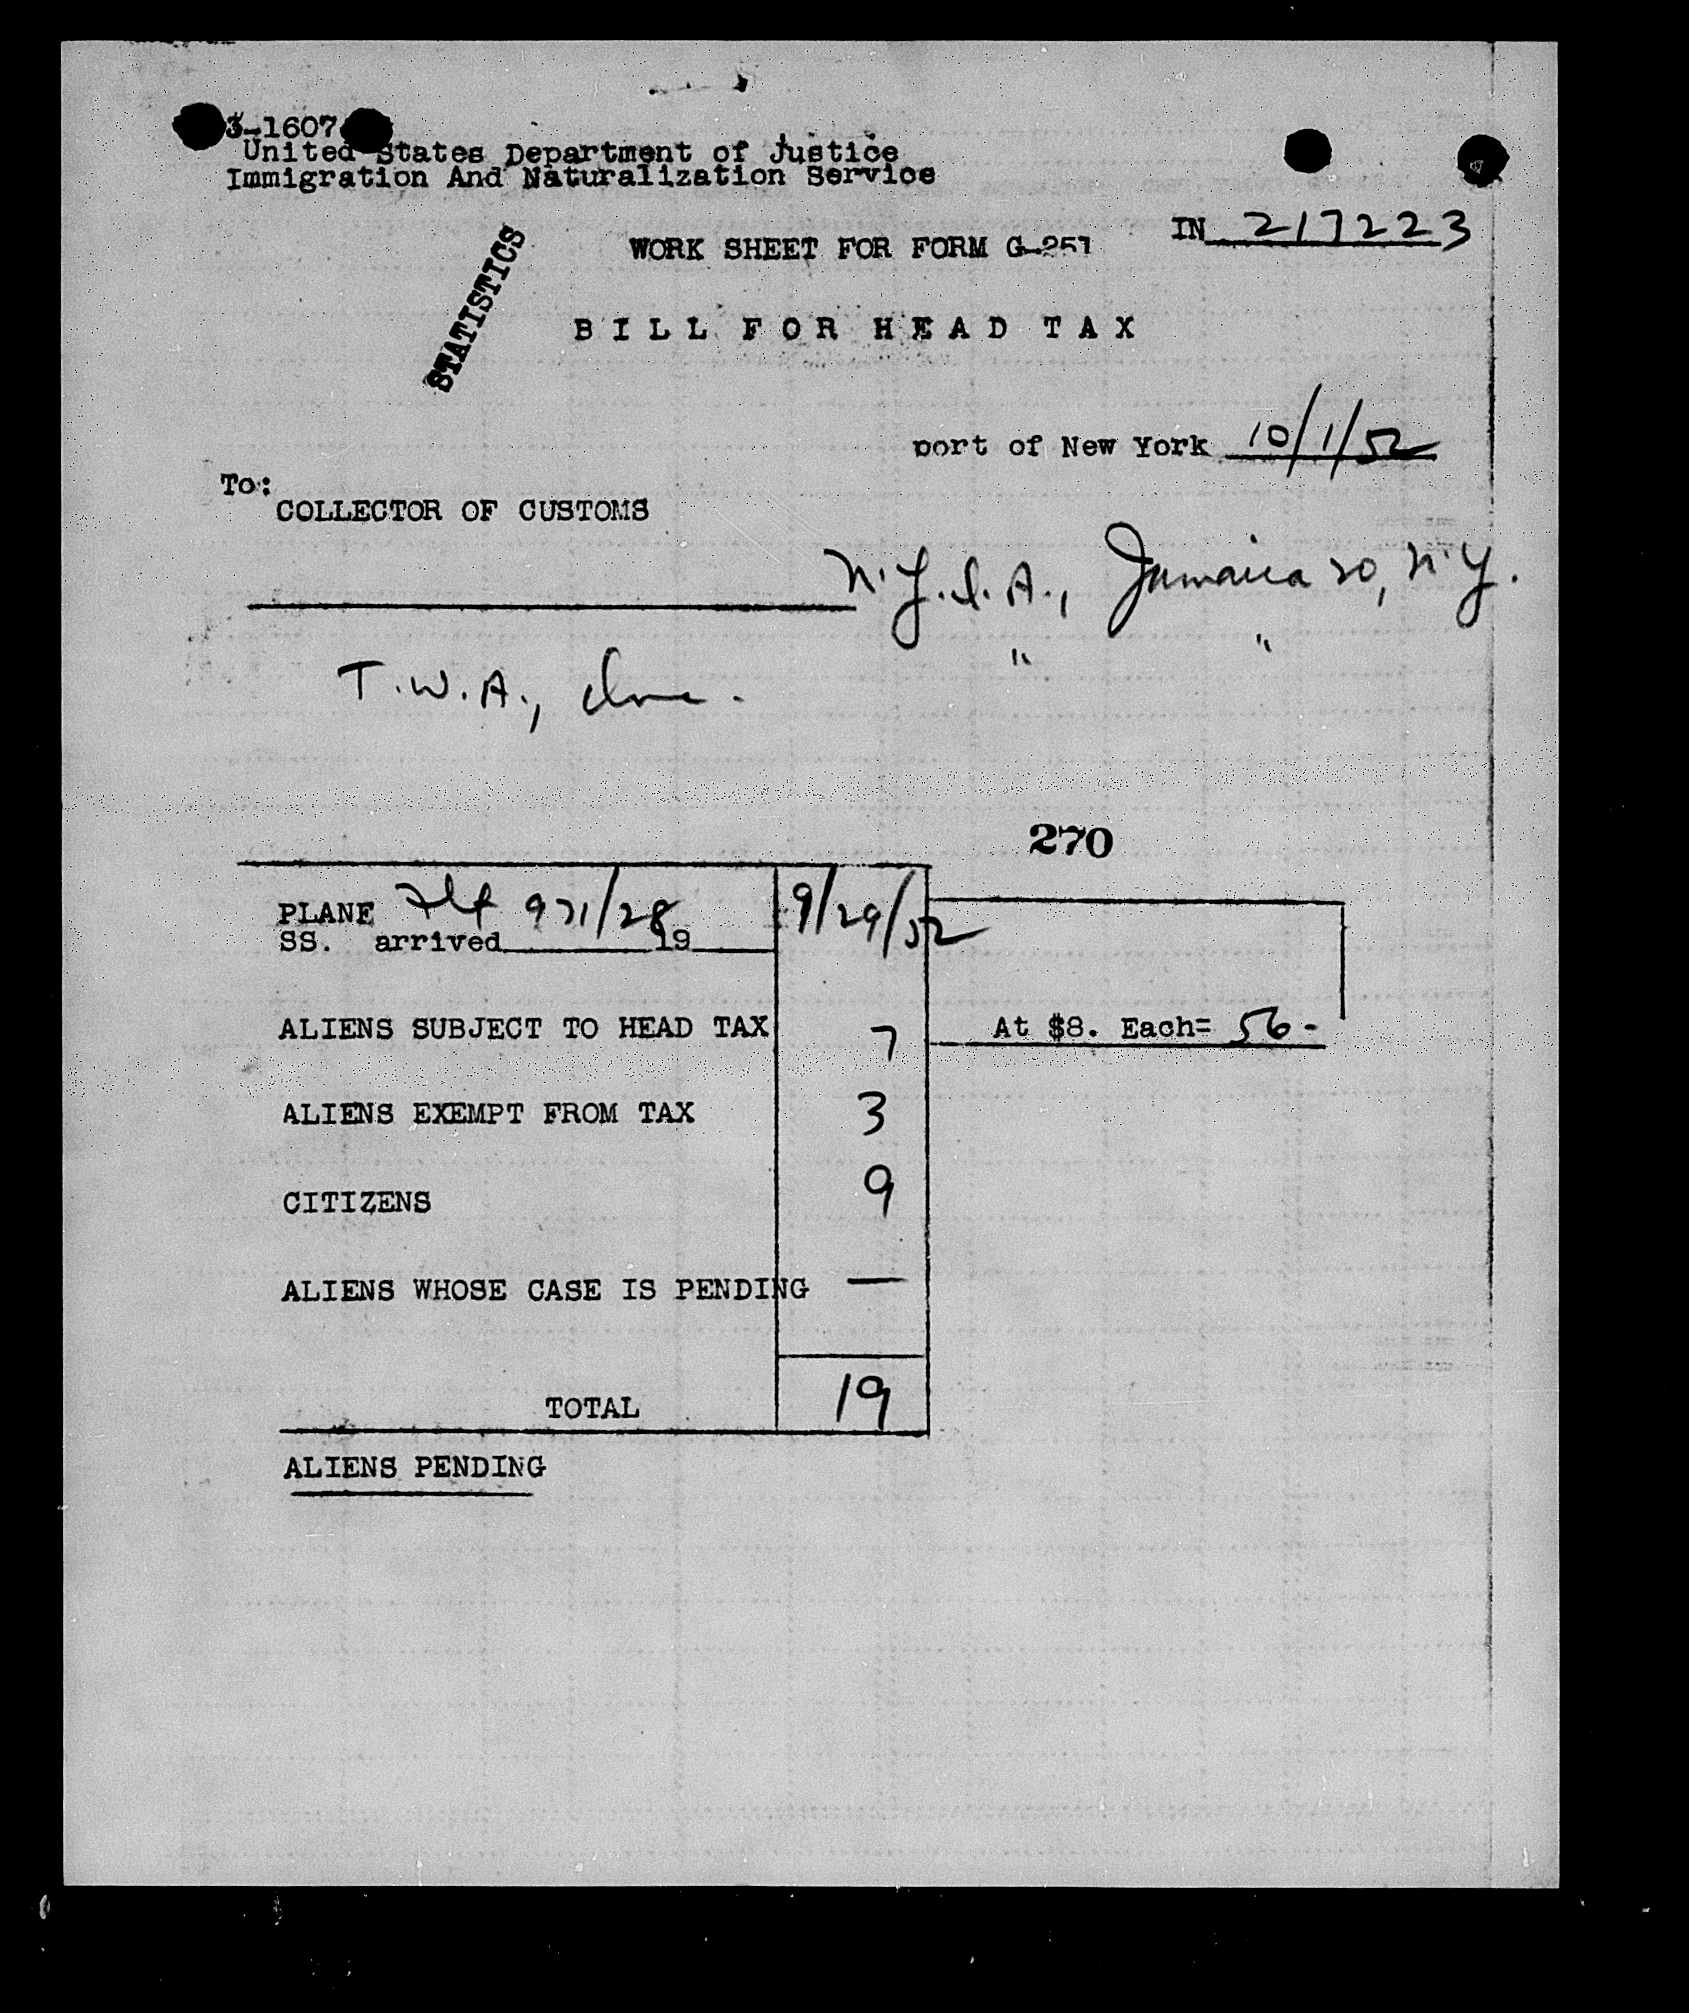 3-1607
United States Department of Justice
Immigration And Naturalization Service
IN 217223
WORK SHEET FOR FORM G-251
STATISTICS
BILL FOR HEAD TAX
port of New York 10/1/52
To:
COLLECTOR OF CUSTOMS
N.Y.I.A., Jamaica 20, N.Y.
T.W.A., Inc. " "
270
PLANE Flt 971/28 9/29/52
SS. arrived 19
ALIENS SUBJECT TO HEAD TAX 7 At $8. Each= 56-
ALIENS EXEMPT FROM TAX 3
CITIZENS 9
ALIENS WHOSE CASE IS PENDING —
TOTAL 19
ALIENS PENDING